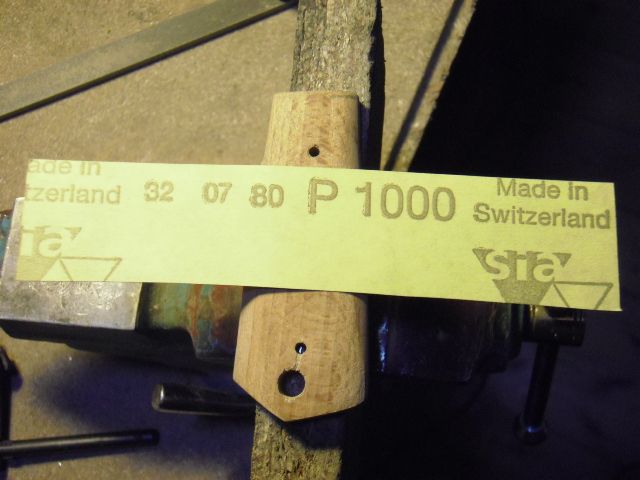 ade in
tzerland
32 07 80 P 1000
Made in
Switzerland
sia
sia